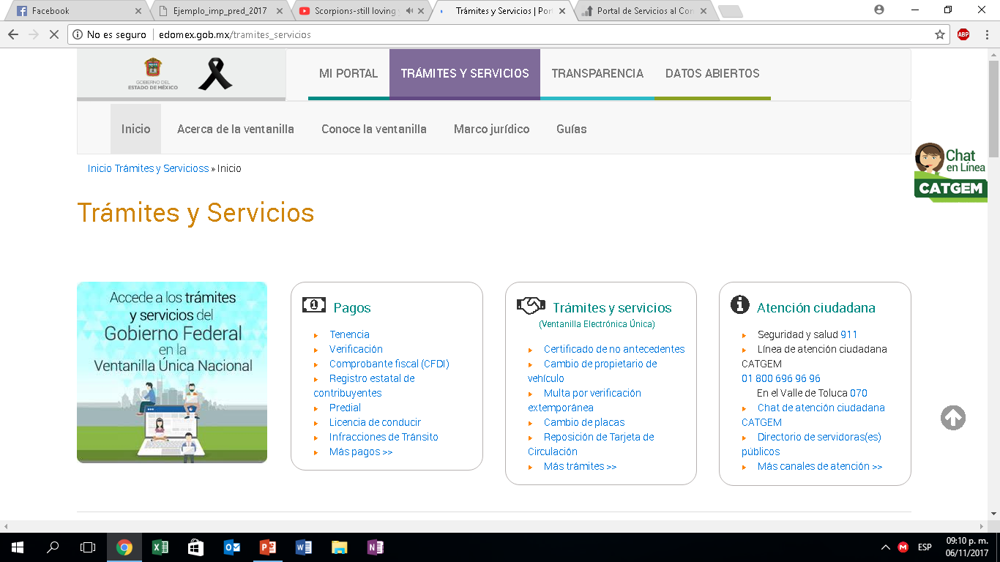 Facebook
Ejemplo_imp_pred_2017
Scorpions-still loving
Trámites y Servicios | Por
Portal de Servicios al Con
No es seguro
edomex.gob.mx/tramites_servicios
ABP
GOBIERNO DEL
ESTADO DE MÉXICO
MI PORTAL
TRÁMITES Y SERVICIOS
TRANSPARENCIA
DATOS ABIERTOS
Inicio
Acerca de la ventanilla
Conoce la ventanilla
Marco jurídico
Guías
Inicio Trámites y Servicioss » Inicio
Chat
en Línea
CATGEM
Trámites y Servicios
Accede a los trámites
y servicios del
Gobierno Federal
en la
Ventanilla Única Nacional
Pagos
Tenencia
Verificación
Comprobante fiscal (CFDI)
Registro estatal de
contribuyentes
Predial
Licencia de conducir
Infracciones de Tránsito
Más pagos >>
Trámites y servicios
(Ventanilla Electrónica Única)
Certificado de no antecedentes
Cambio de propietario de
vehículo
Multa por verificación
extemporánea
Cambio de placas
Reposición de Tarjeta de
Circulación
Más trámites >>
Atención ciudadana
Seguridad y salud 911
Línea de atención ciudadana
CATGEM
01 800 696 96 96
En el Valle de Toluca 070
Chat de atención ciudadana
CATGEM
Directorio de servidoras(es)
públicos
Más canales de atención >>
ESP
09:10 p. m.
06/11/2017